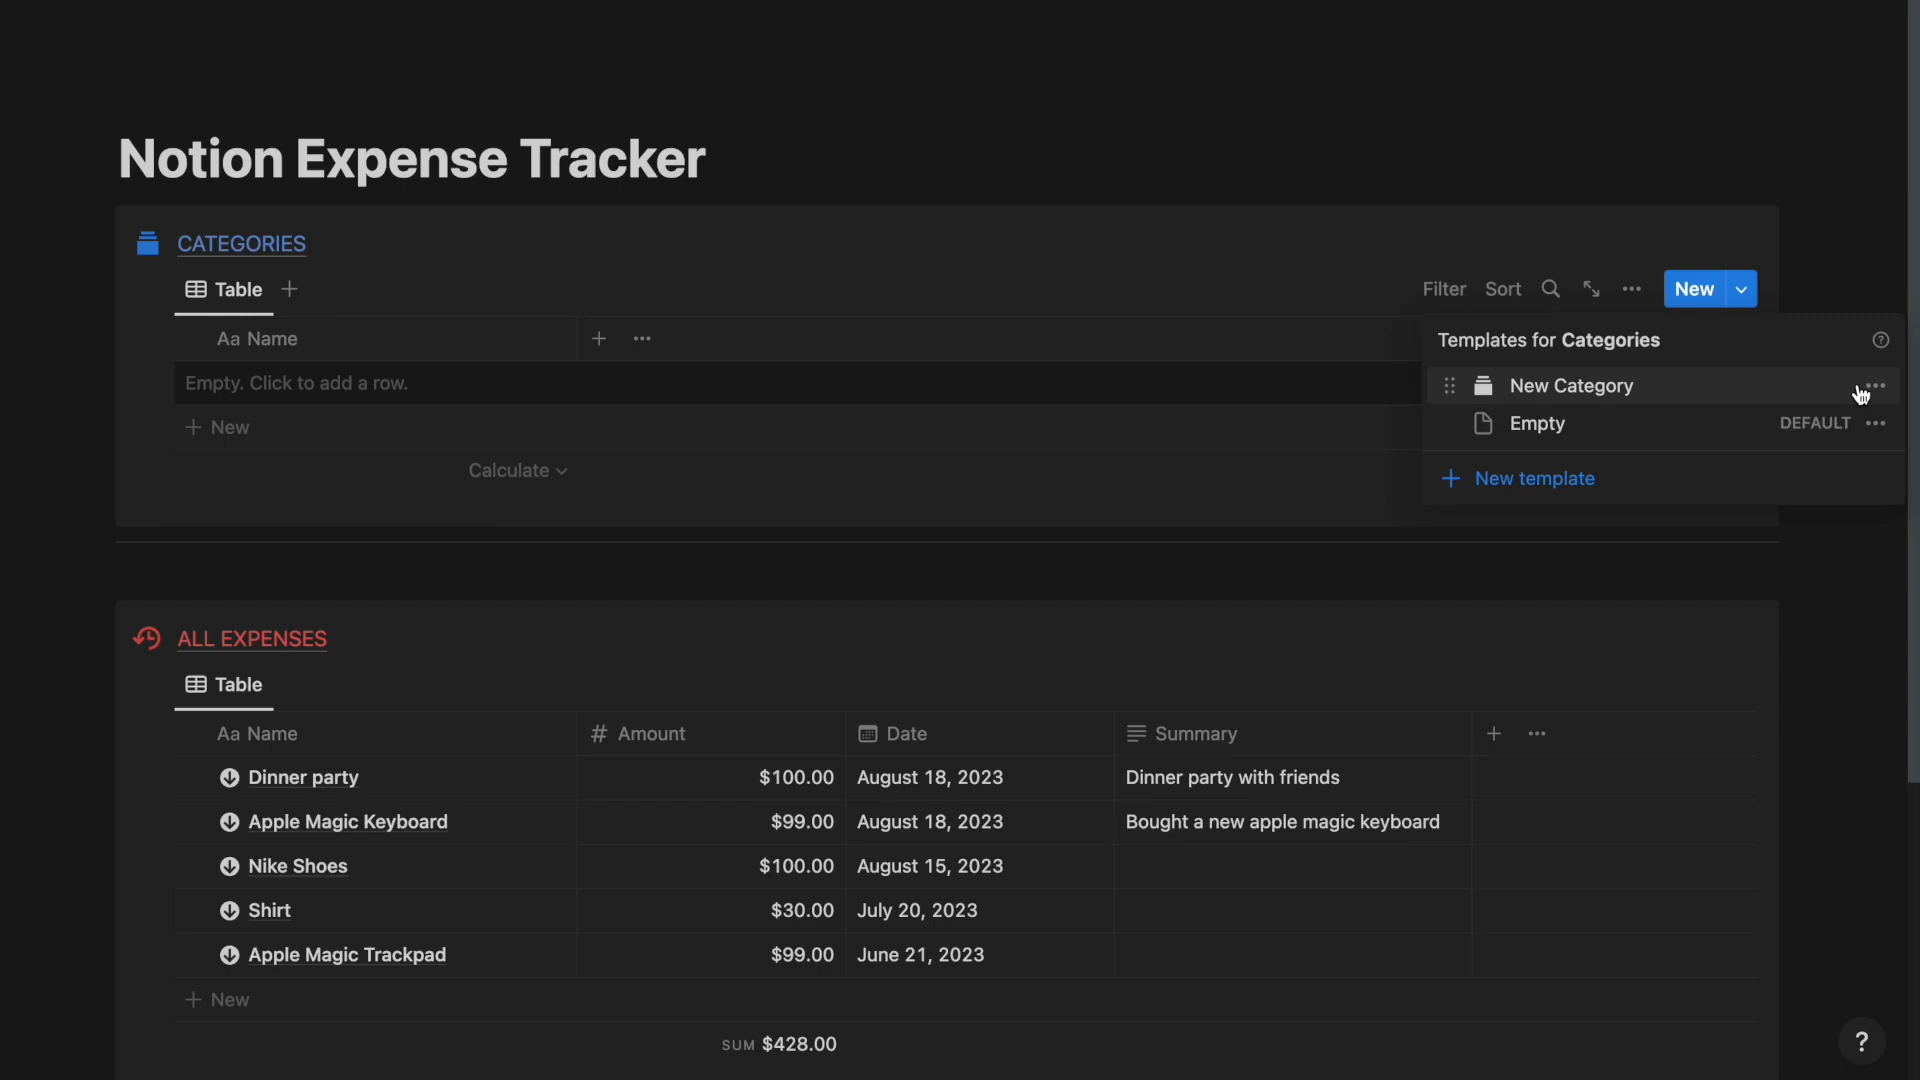 Notion Expense Tracker
CATEGORIES
Table
Filter Sort New
Aa Name
Templates for Categories
Empty. Click to add a row.
New Category
New
Empty DEFAULT
Calculate
New template
ALL EXPENSES
Table
Aa Name # Amount Date Summary
Dinner party $100.00 August 18, 2023 Dinner party with friends
Apple Magic Keyboard $99.00 August 18, 2023 Bought a new apple magic keyboard
Nike Shoes $100.00 August 15, 2023
Shirt $30.00 July 20, 2023
Apple Magic Trackpad $99.00 June 21, 2023
New
SUM $428.00
?